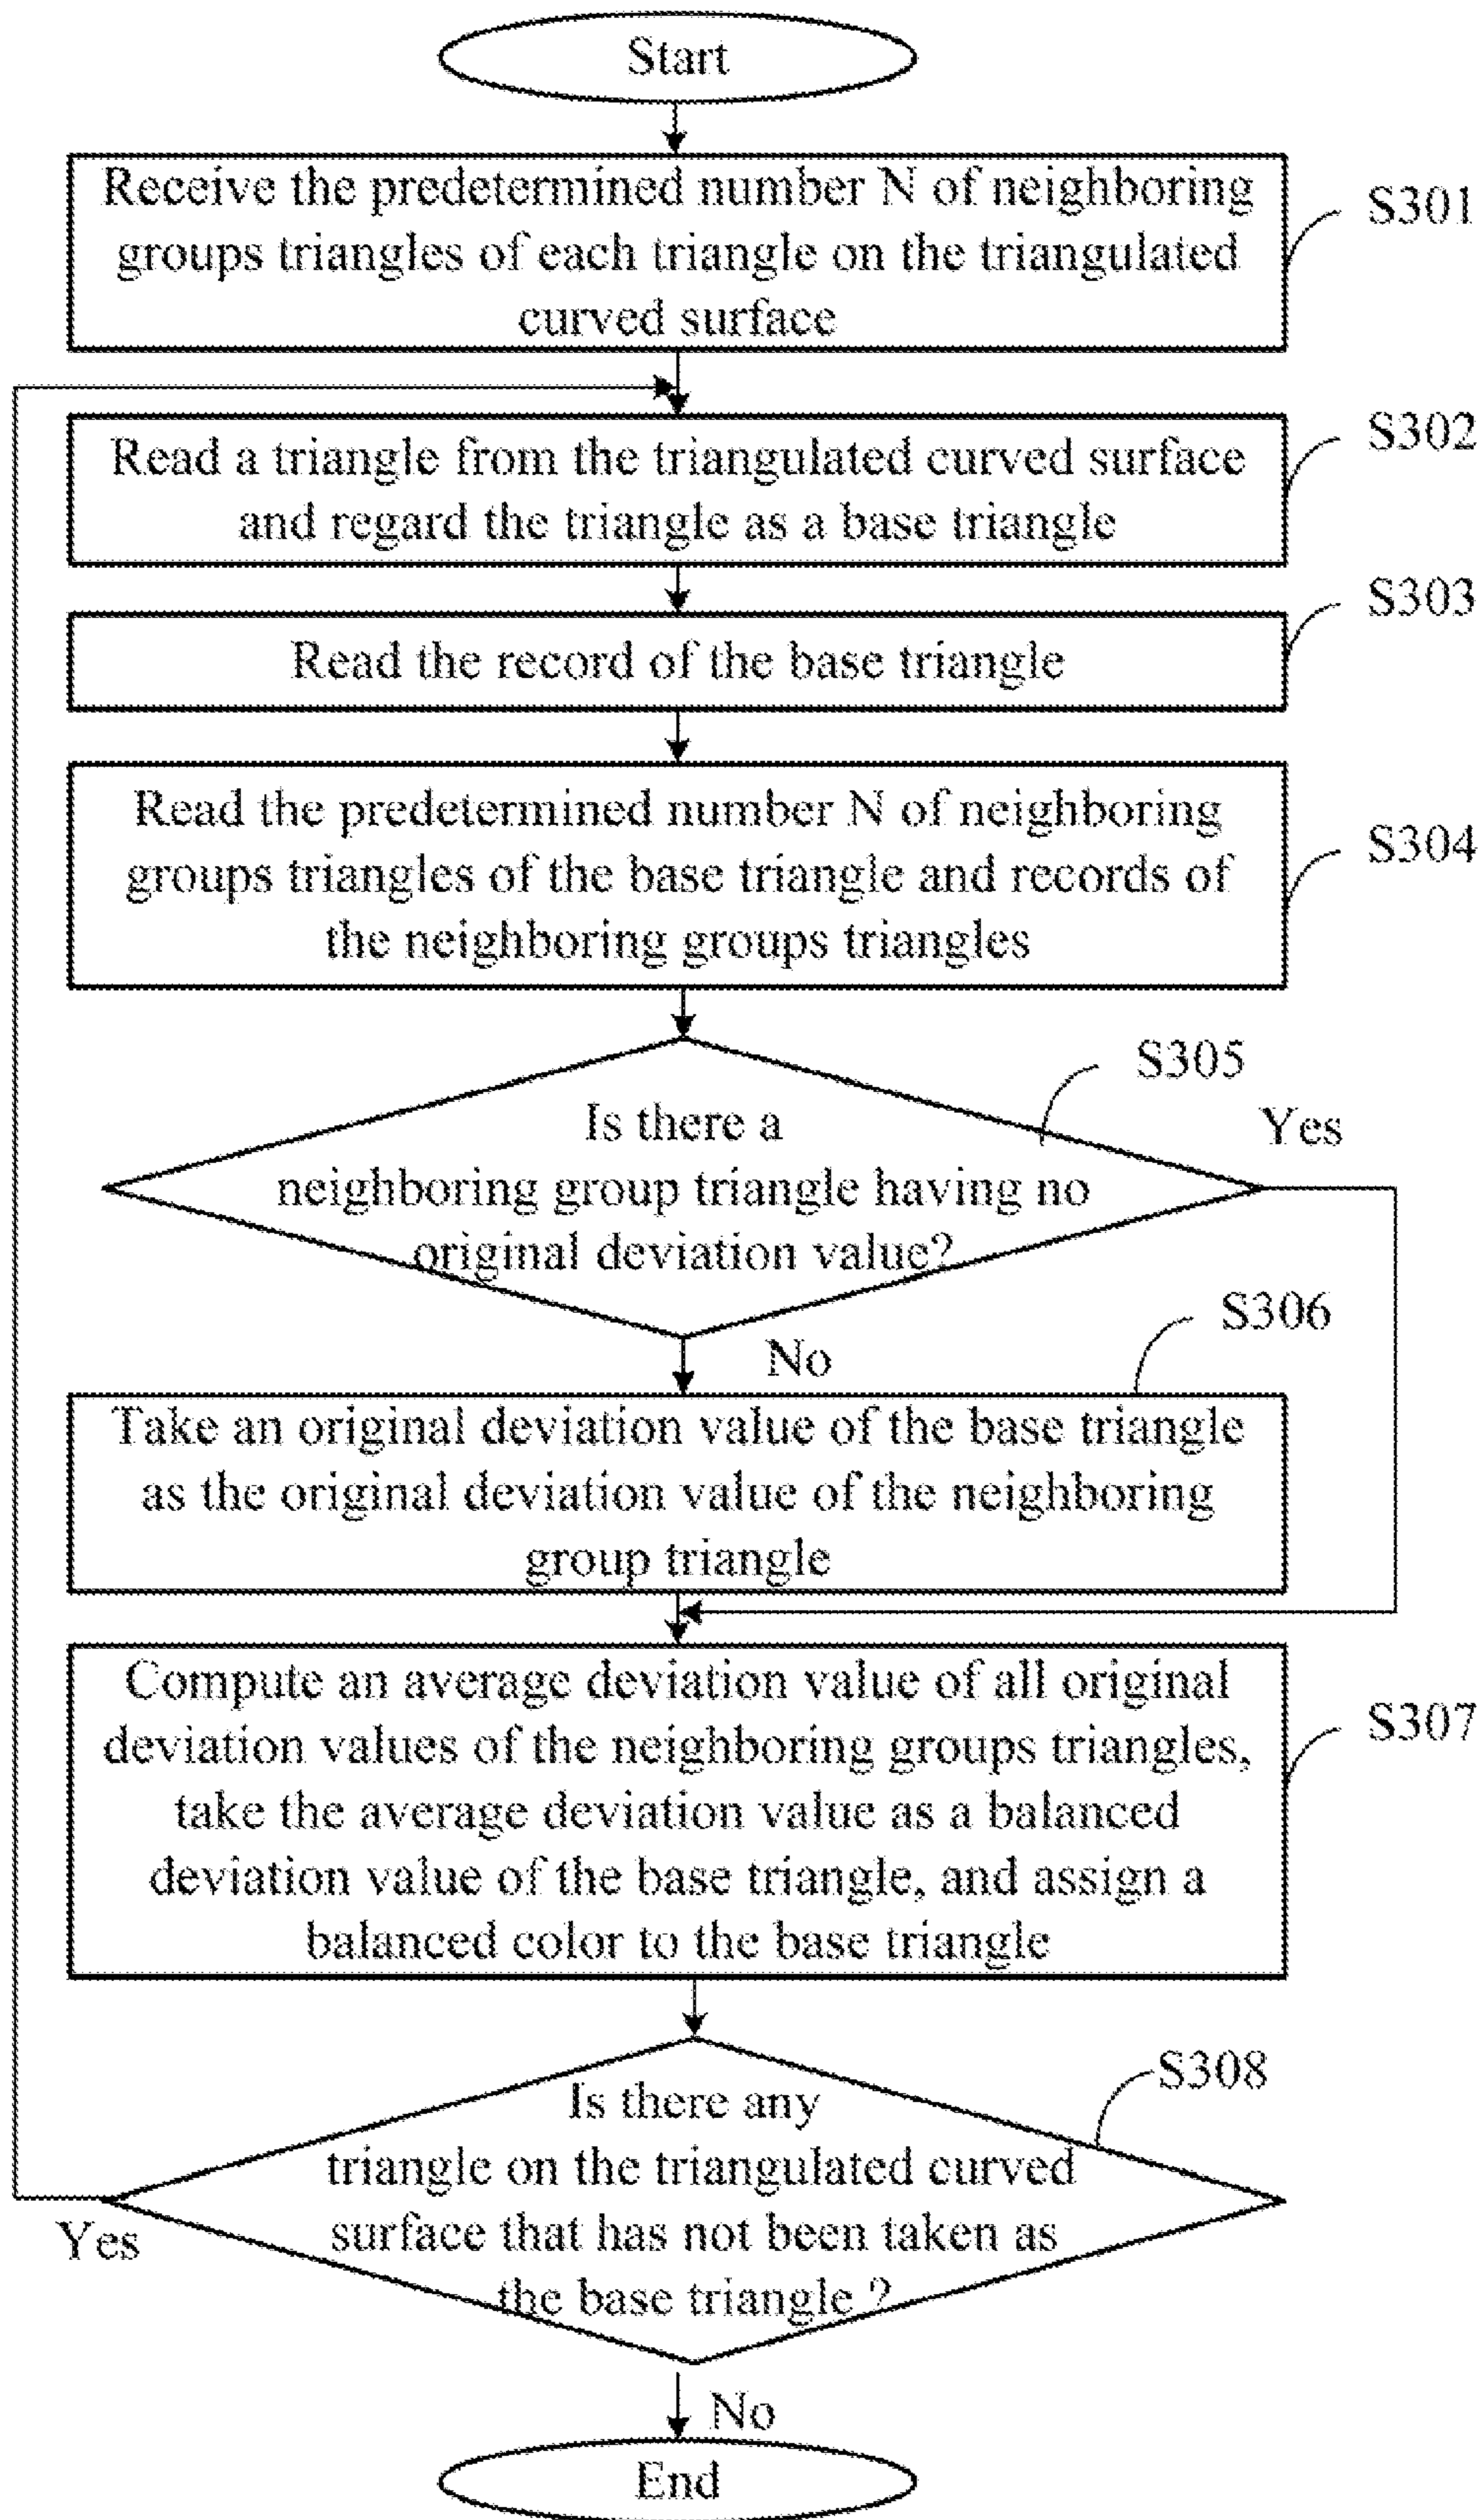 Start
Receive the predetermined number N of neighboring
groups triangles of each triangle on the triangulated
curved surface
S301
Read a triangle from the triangulated curved surface
and regard the triangle as a base triangle
S302
Read the record of the base triangle
S303
Read the predetermined number N of neighboring
groups triangles of the base triangle and records of
the neighboring groups triangles
S304
Is there a
neighboring group triangle having no
original deviation value?
S305
Yes
No
S306
Take an original deviation value of the base triangle
as the original deviation value of the neighboring
group triangle
Compute an average deviation value of all original
deviation values of the neighboring groups triangles,
take the average deviation value as a balanced
deviation value of the base triangle, and assign a
balanced color to the base triangle
S307
Is there any
triangle on the triangulated curved
surface that has not been taken as
the base triangle ?
S308
Yes
No
End